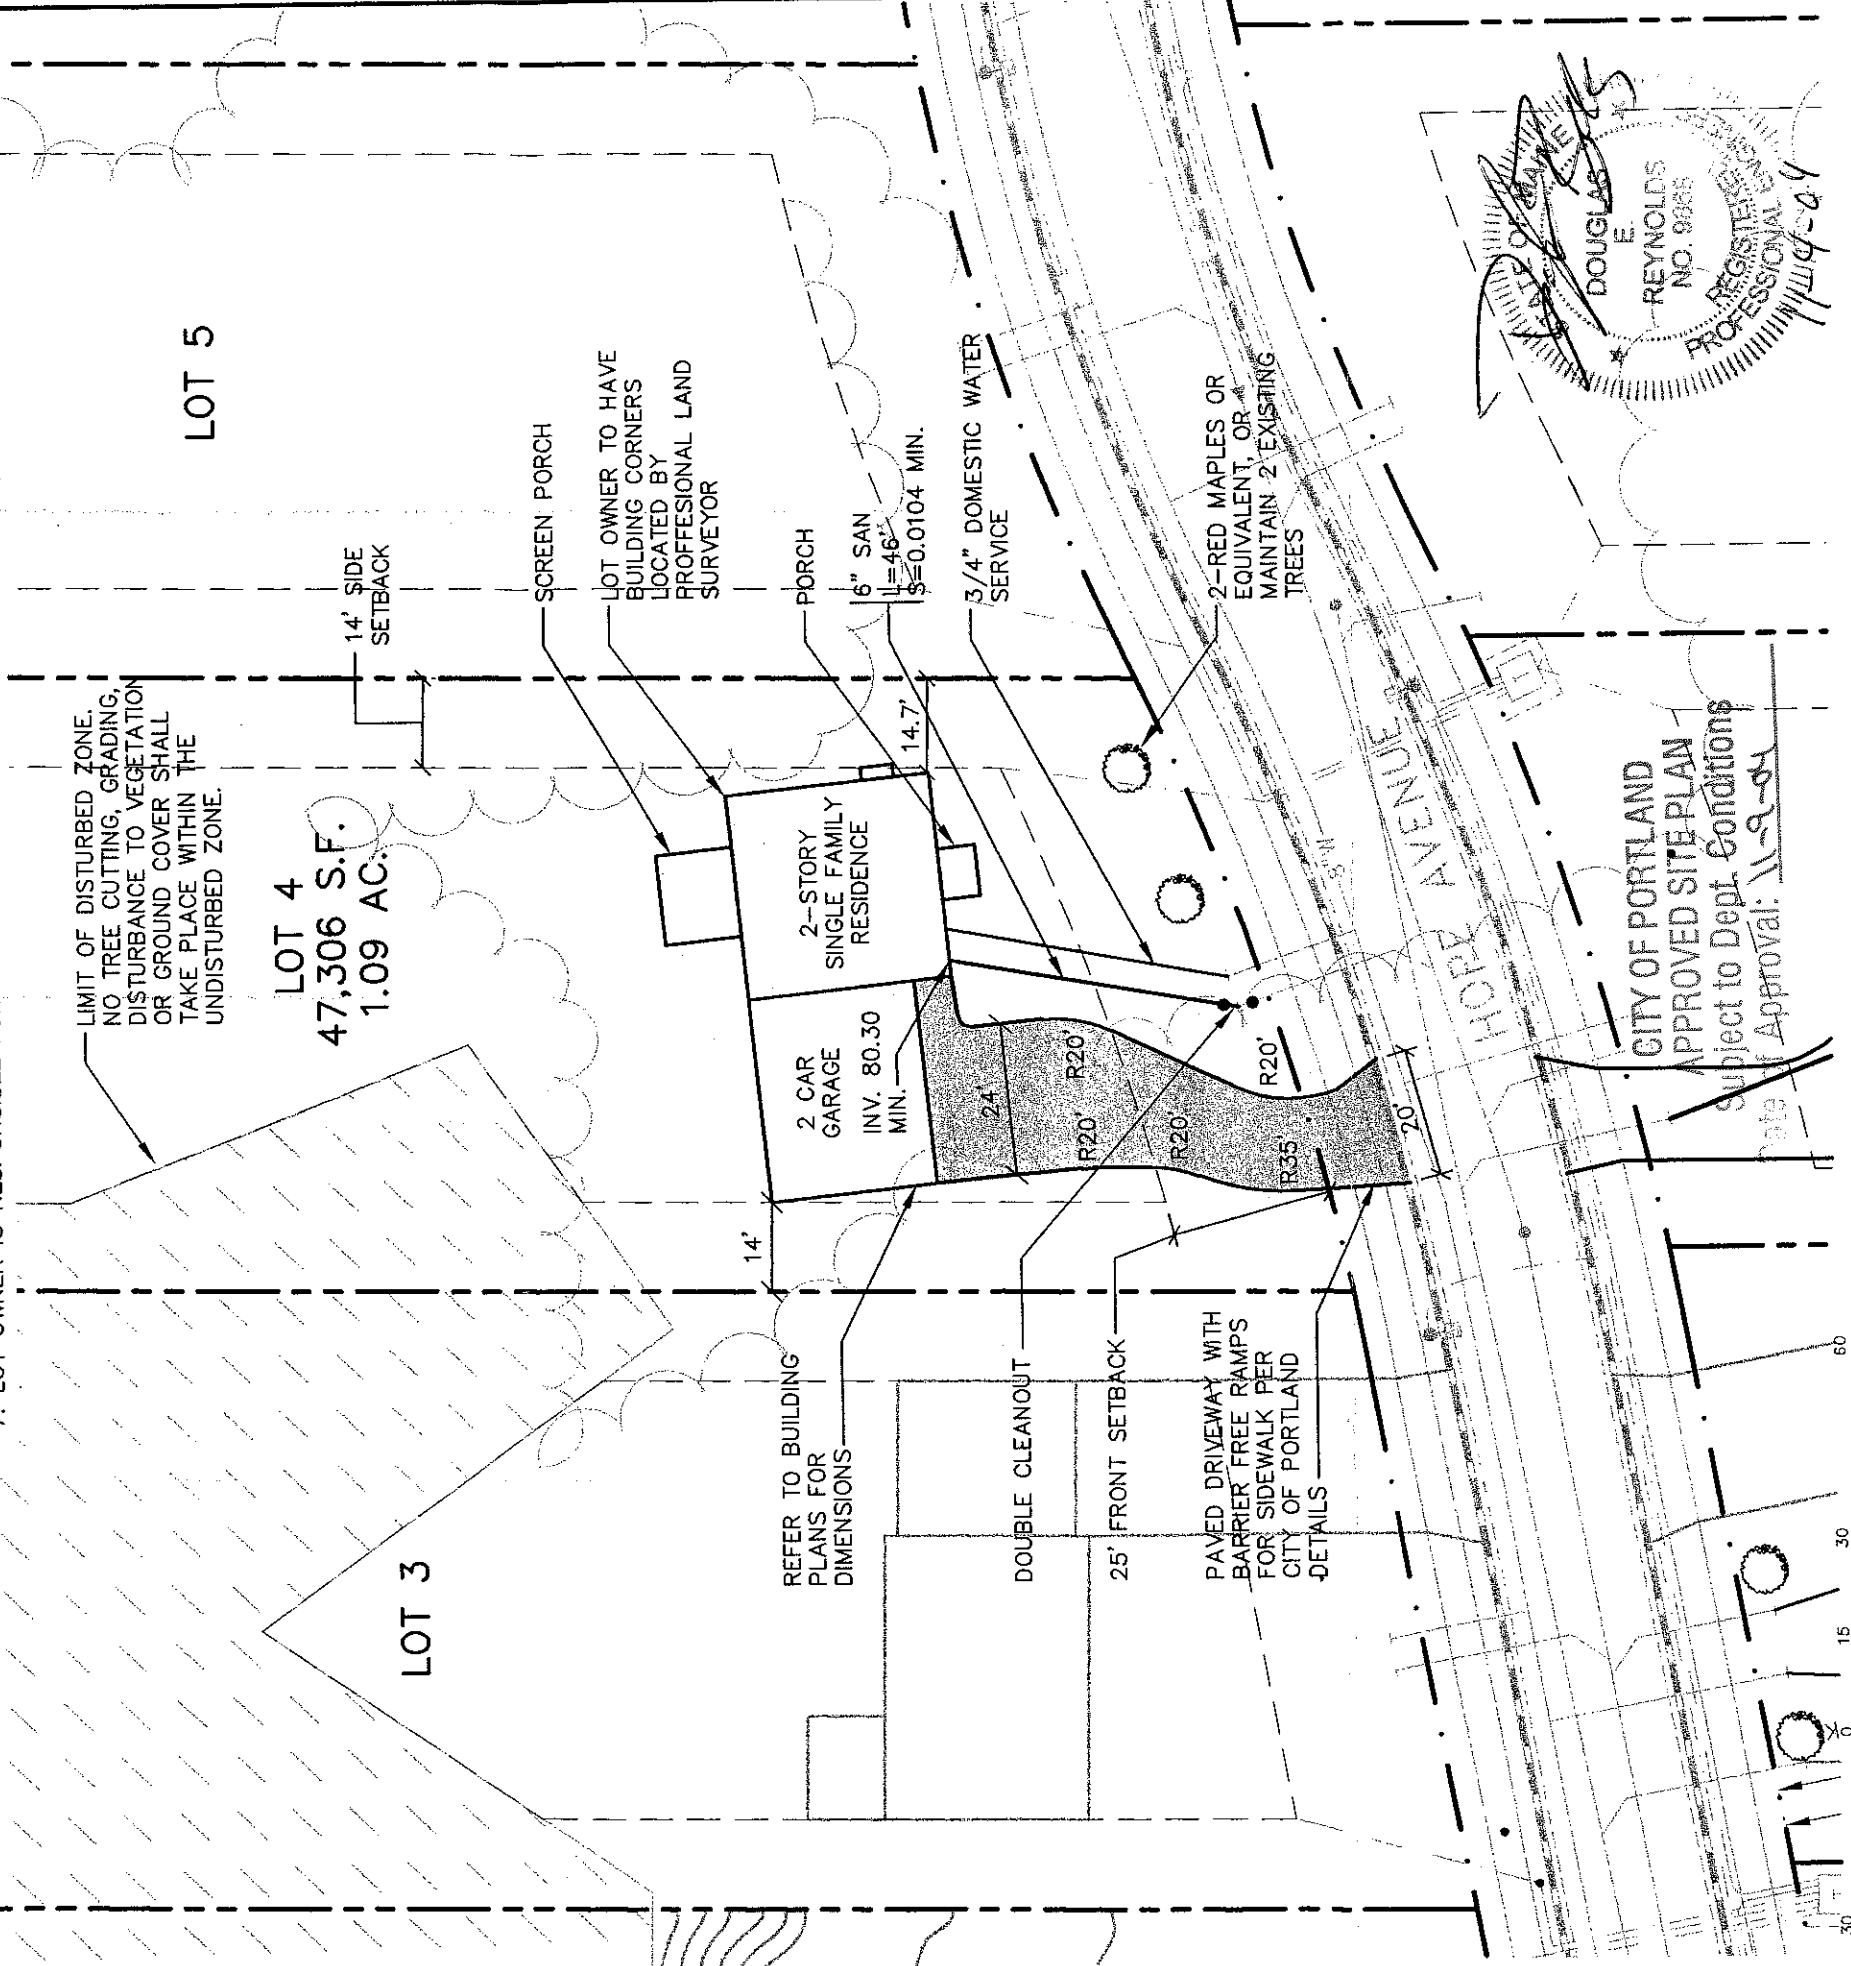 LIMIT OF DISTURBED ZONE.
NO TREE CUTTING, GRADING,
DISTURBANCE TO VEGETATION
OR GROUND COVER SHALL
TAKE PLACE WITHIN THE
UNDISTURBED ZONE.
LOT 4
47,306 S.F.
1.09 AC.
LOT 5
14' SIDE
SETBACK
SCREEN PORCH
LOT OWNER TO HAVE
BUILDING CORNERS
LOCATED BY
PROFFESIONAL LAND
SURVEYOR
PORCH
6" SAN
L=46'
S=0.0104 MIN.
3/4" DOMESTIC WATER
SERVICE
2-RED MAPLES OR
EQUIVALENT, OR
MAINTAIN 2 EXISTING
TREES
14.7'
2-STORY
SINGLE FAMILY
RESIDENCE
2 CAR
GARAGE
INV. 80.30
MIN.
24'
R20'
R20'
R20'
R20'
R35'
20'
14'
LOT 3
REFER TO BUILDING
PLANS FOR
DIMENSIONS
DOUBLE CLEANOUT
25' FRONT SETBACK
PAVED DRIVEWAY WITH
BARRIER FREE RAMPS
FOR SIDEWALK PER
CITY OF PORTLAND
DETAILS
8"W
HOPE AVENUE
CITY OF PORTLAND
APPROVED SITE PLAN
Subject to Dept. Conditions
Date of Approval: 11-9-04
STATE OF MAINE
DOUGLAS
E.
REYNOLDS
REGISTERED
PROFESSIONAL
30
0
15
30
60